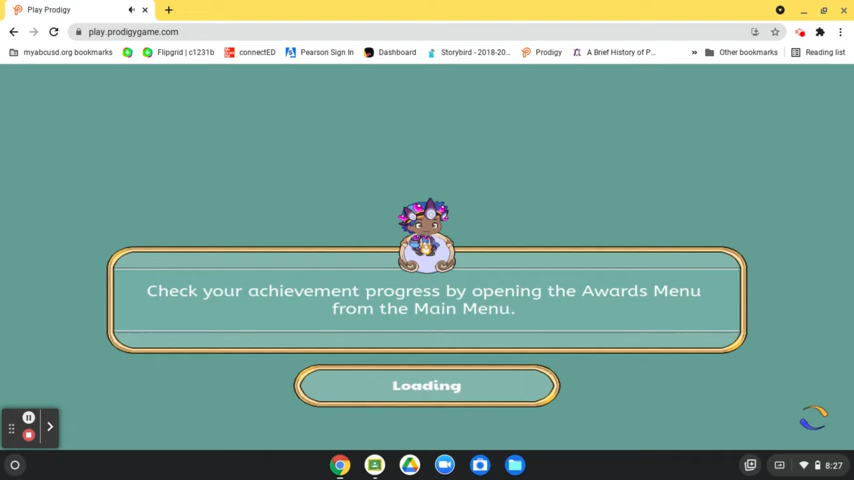 Play Prodigy
play.prodigygame.com
myabcusd.org bookmarks
Flipgrid | c1231b
connectED
Pearson Sign In
Dashboard
Storybird - 2018-20...
Prodigy
A Brief History of P...
»
Other bookmarks
Reading list
Check your achievement progress by opening the Awards Menu
from the Main Menu.
Loading
8:27